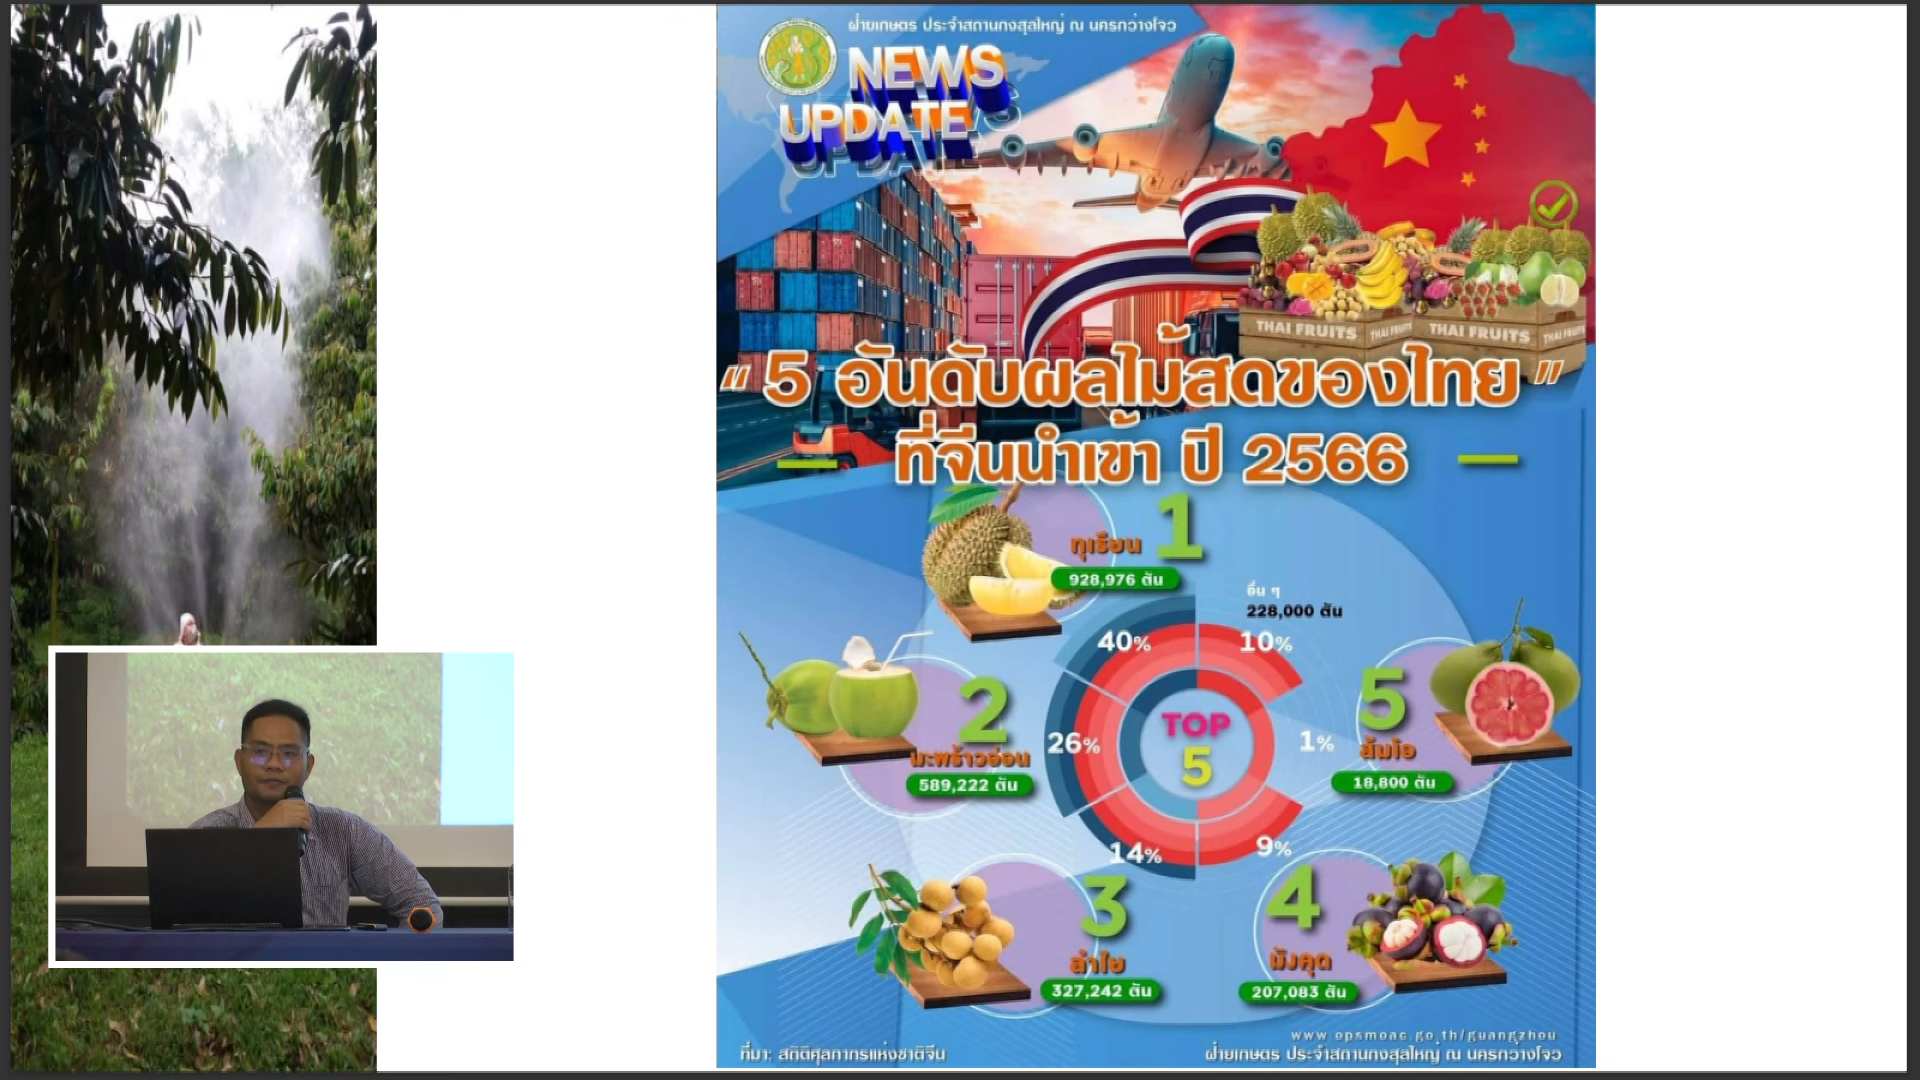 ฝ่ายเกษตร ประจำสถานกงสุลใหญ่ ณ นครกว่างโจว
NEWS
UPDATE
THAI FRUITS THAI FRUITS THAI FRUITS THAI FRUITS
“ 5 อันดับผลไม้สดของไทย ”
ที่จีนนำเข้า ปี 2566
1
ทุเรียน
928,976 ตัน
อื่น ๆ
228,000 ตัน
40%
10%
2
มะพร้าวอ่อน
589,222 ตัน
26%
TOP
5
1%
5
ส้มโอ
18,800 ตัน
14%
9%
3
ลำไย
327,242 ตัน
4
มังคุด
207,083 ตัน
www.opsmoac.go.th/guangzhou
ที่มา: สถิติศุลกากรแห่งชาติจีน
ฝ่ายเกษตร ประจำสถานกงสุลใหญ่ ณ นครกวางโจว